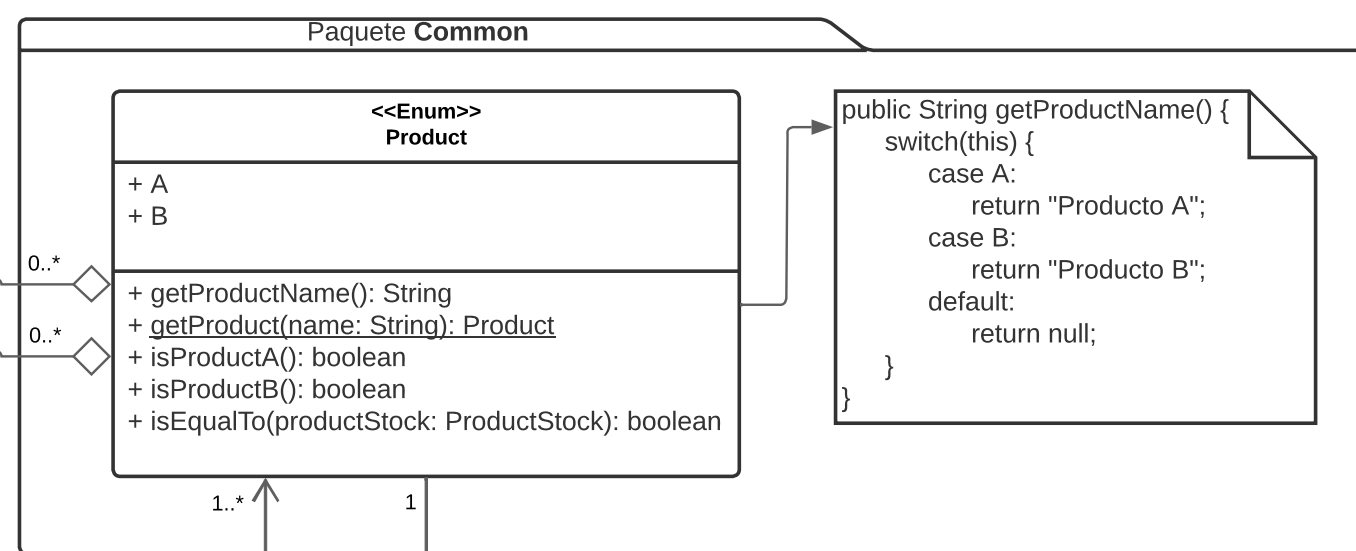 Paquete Common
<<Enum>>
Product
+ A
+ B
+ getProductName(): String
+ getProduct(name: String): Product
+ isProductA(): boolean
+ isProductB(): boolean
+ isEqualTo(productStock: ProductStock): boolean
0..*
0..*
1..*
1
public String getProductName() {
switch(this) {
case A:
return "Producto A";
case B:
return "Producto B";
default:
return null;
}
}